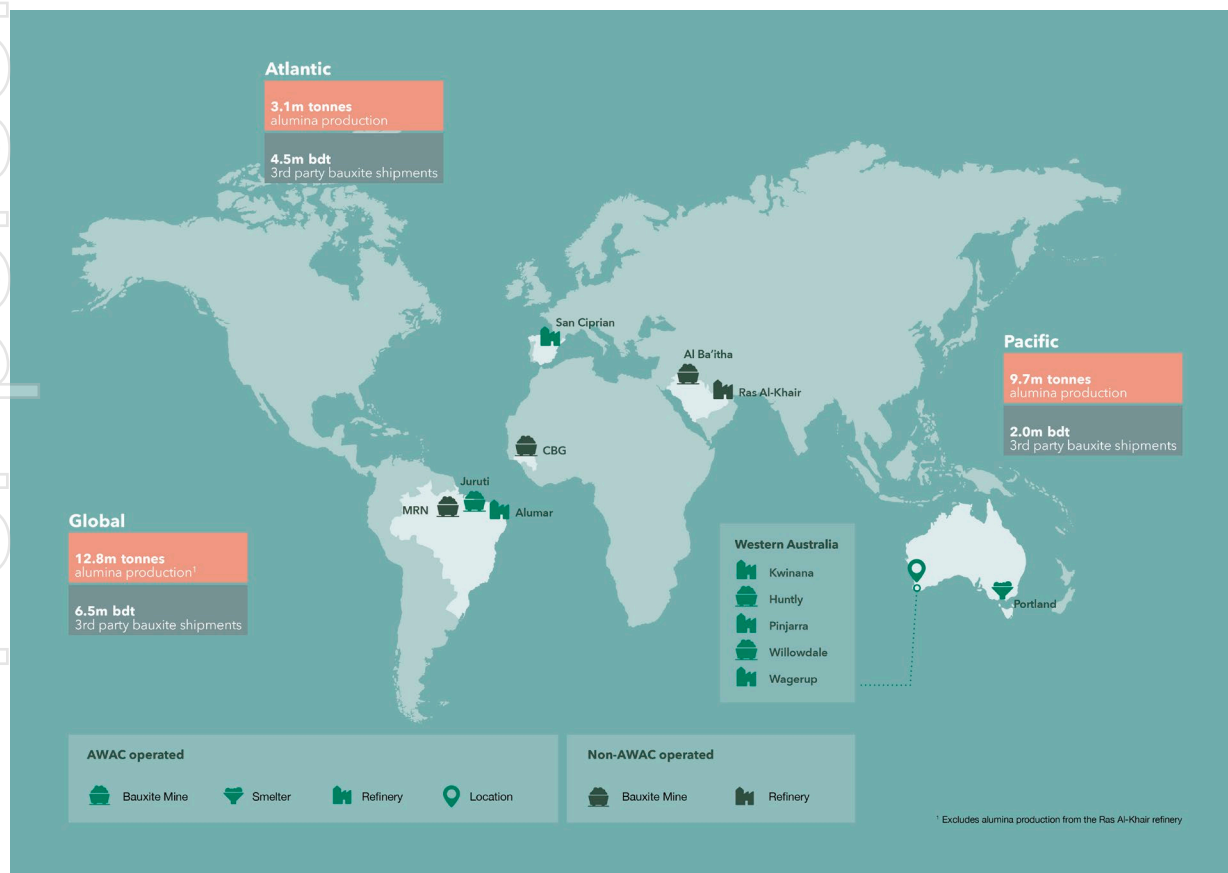 Atlantic
3.1m tonnes
alumina production
4.5m bdt
3rd party bauxite shipments
San Ciprian
Al Ba'itha
Ras Al-Khair
CBG
Juruti
MRN
Alumar
Pacific
9.7m tonnes
alumina production
2.0m bdt
3rd party bauxite shipments
Global
12.8m tonnes
alumina production¹
6.5m bdt
3rd party bauxite shipments
Western Australia
Kwinana
Huntly
Pinjarra
Willowdale
Wagerup
Portland
AWAC operated
Bauxite Mine
Smelter
Refinery
Location
Non-AWAC operated
Bauxite Mine
Refinery
¹ Excludes alumina production from the Ras Al-Khair refinery